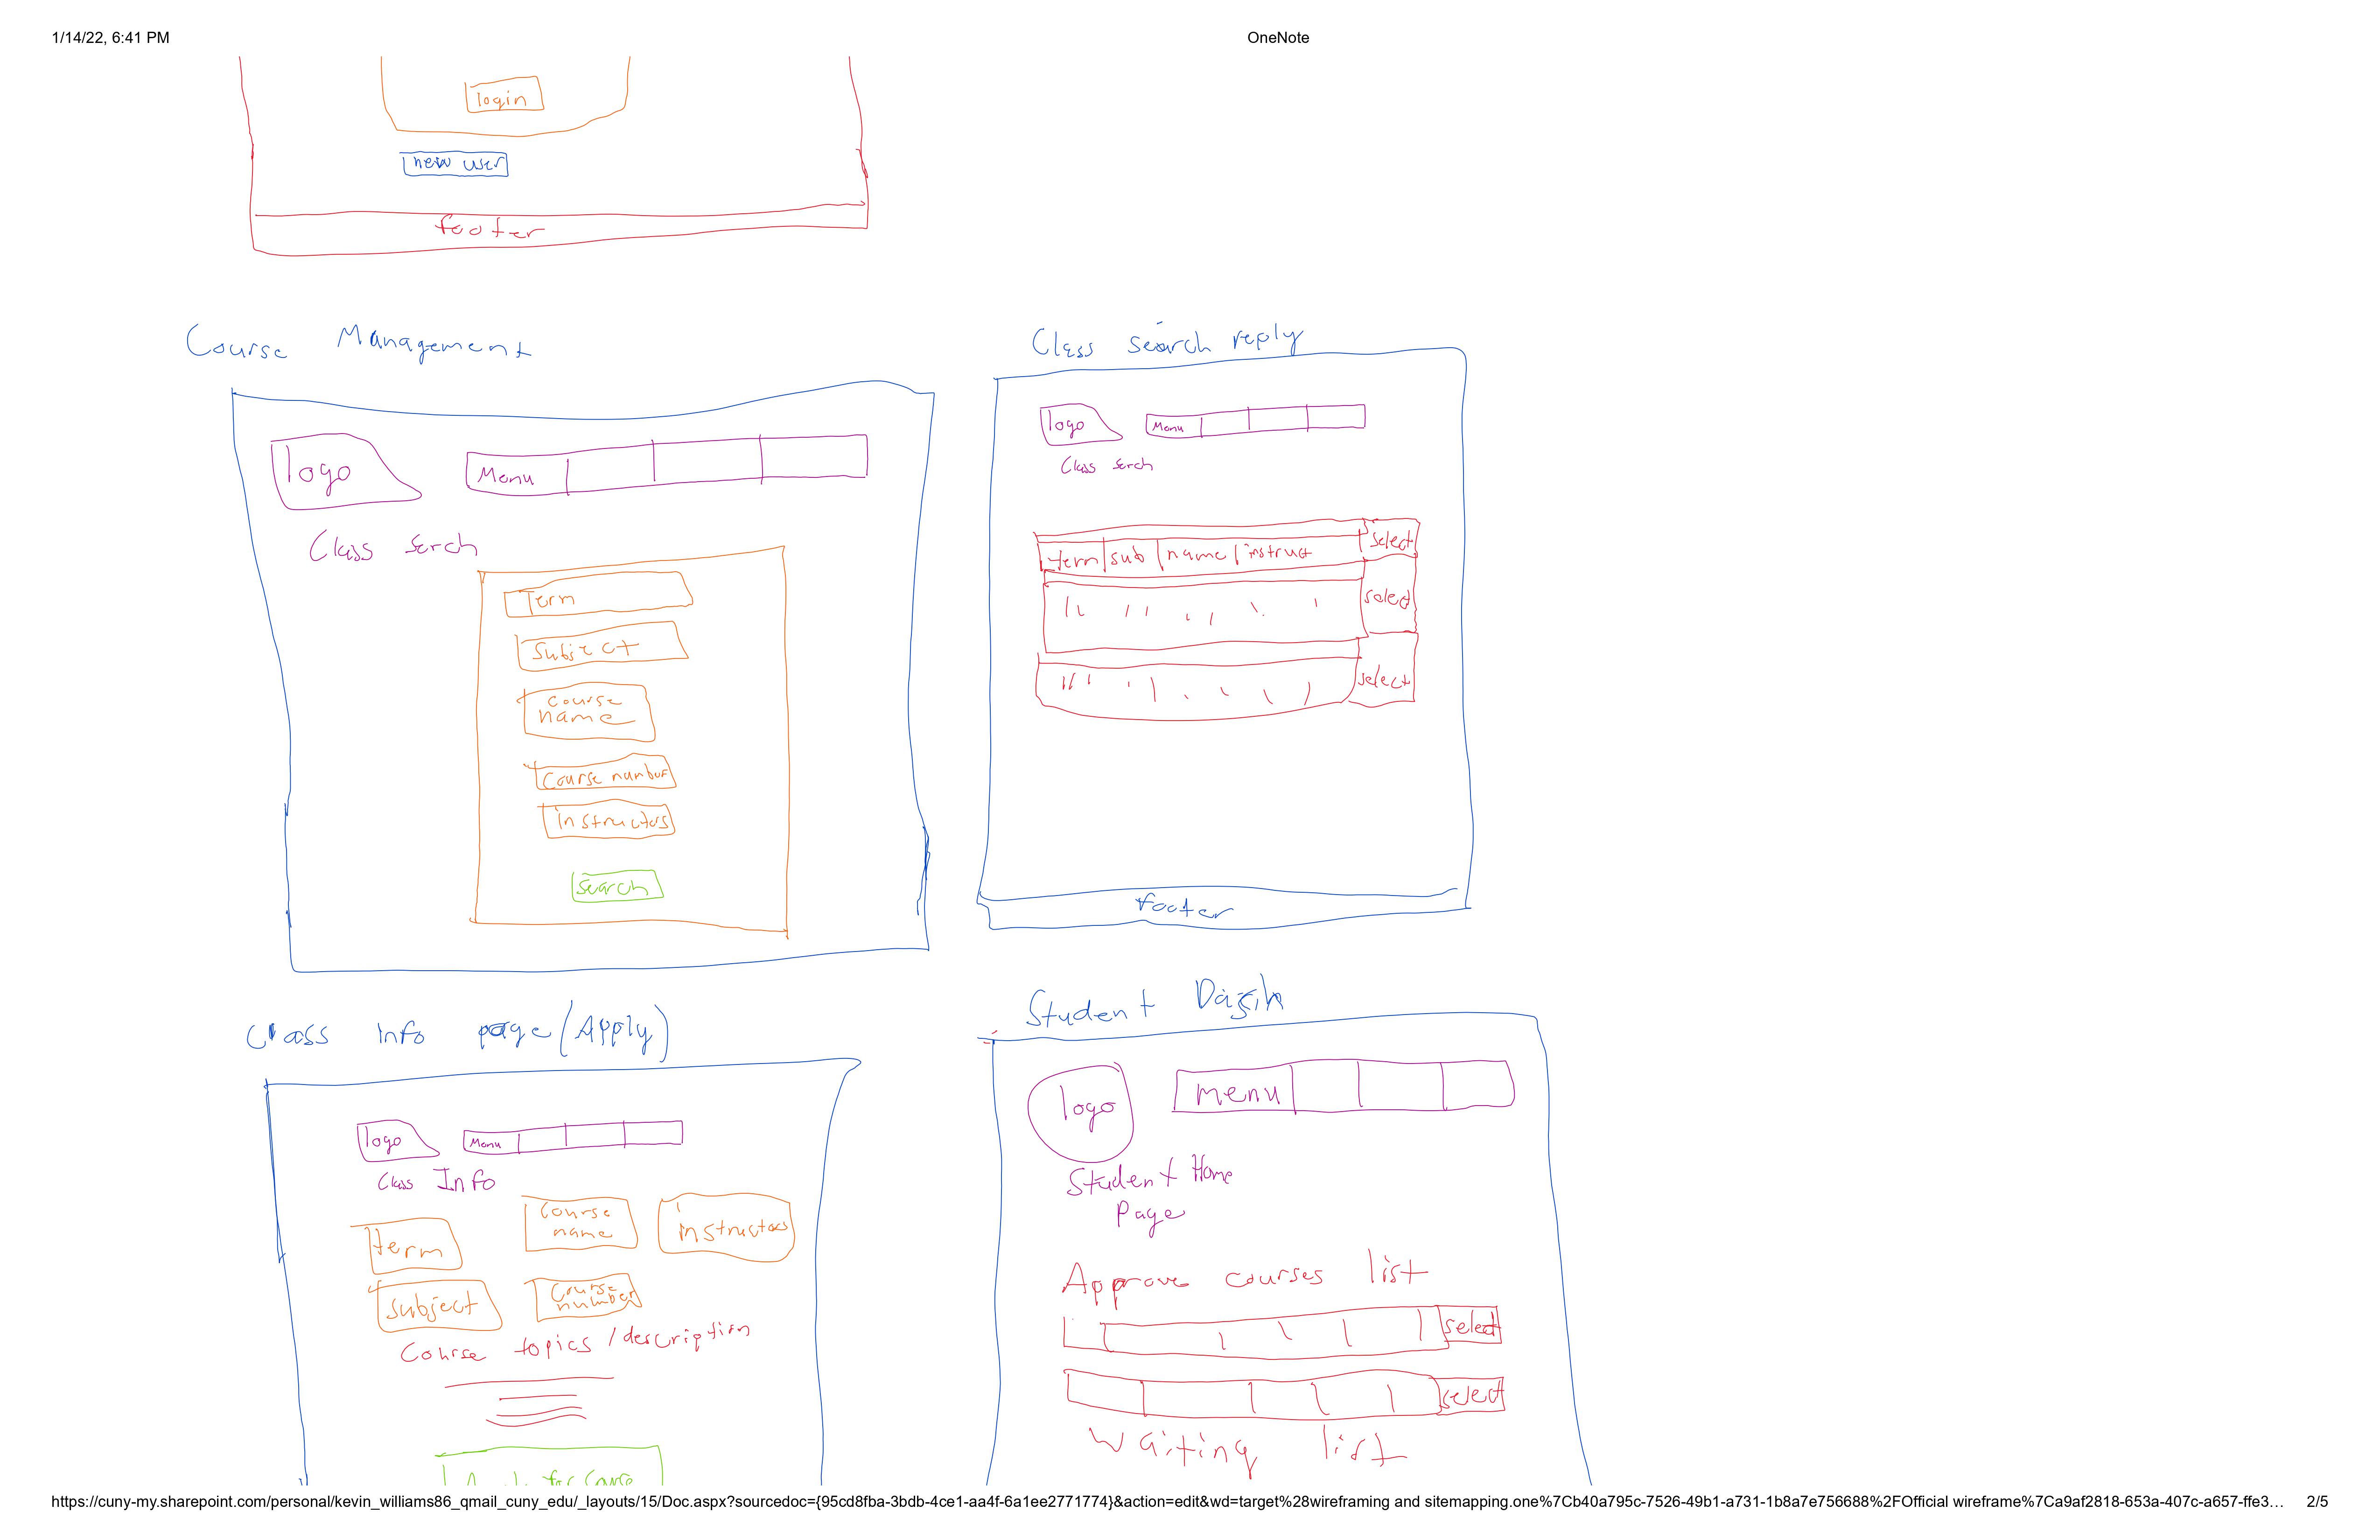 1/14/22, 6:41 PM
OneNote
login
new user
footer
Course Management
logo
Menu
Class serch
Term
Subject
course
name
Course number
instructors
Search
Class search reply
logo
Menu
Class serch
term sub name instruct
select
select
select
footer
Class info page (Apply)
logo
Menu
Class Info
term
Course
name
instructors
subject
Course
number
Course topics / description
for Course
Student
logo
menu
Student Home
Page
Approve courses list
select
select
Waiting list
https://cuny-my.sharepoint.com/personal/kevin_williams86_qmail_cuny_edu/_layouts/15/Doc.aspx?sourcedoc={95cd8fba-3bdb-4ce1-aa4f-6a1ee2771774}&action=edit&wd=target%28wireframing and sitemapping.one%7Cb40a795c-7526-49b1-a731-1b8a7e756688%2FOfficial wireframe%7Ca9af2818-653a-407c-a657-ffe3…
2/5